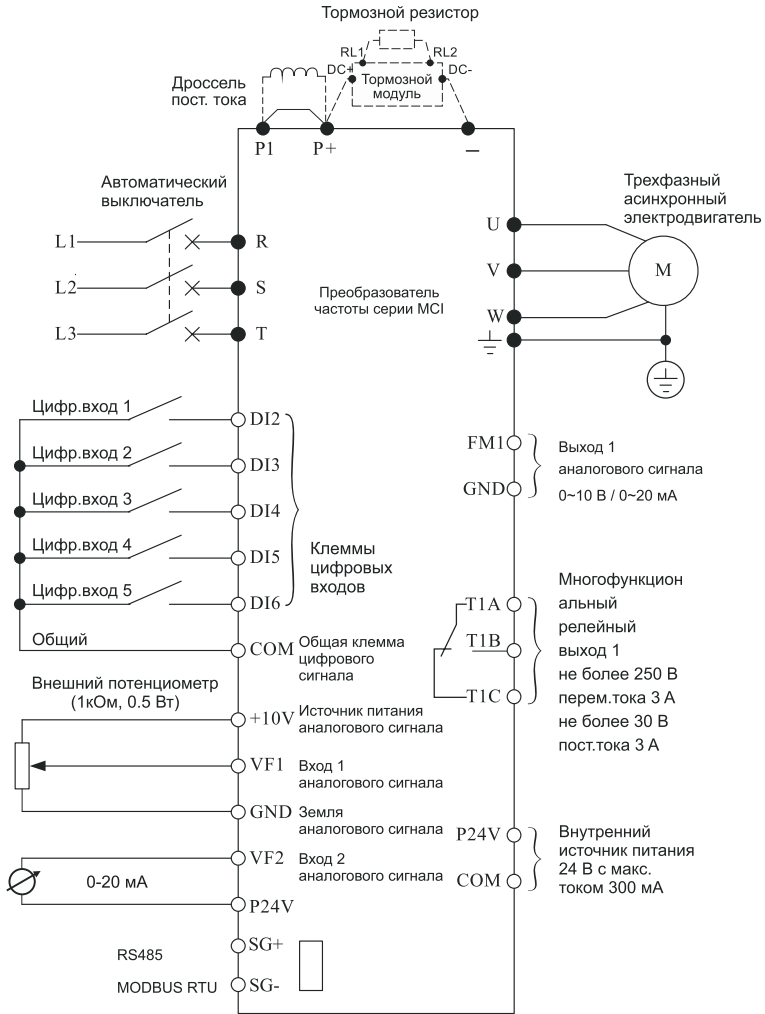 Тормозной резистор
RL1
RL2
DC+
DC-
Тормозной
модуль
Дроссель
пост. тока
P1
P+
–
Автоматический
выключатель
Трехфазный
асинхронный
электродвигатель
L1
R
L2
S
L3
T
U
V
W
M
Преобразователь
частоты серии MCI
Цифр.вход 1
DI2
Цифр.вход 2
DI3
Цифр.вход 3
DI4
Цифр.вход 4
DI5
Цифр.вход 5
DI6
Клеммы
цифровых
входов
Общий
COM
Общая клемма
цифрового
сигнала
FM1
GND
Выход 1
аналогового сигнала
0~10 В / 0~20 мА
T1A
T1B
T1C
Многофункцион
альный
релейный
выход 1
не более 250 В
перем.тока 3 А
не более 30 В
пост.тока 3 А
Внешний потенциометр
(1кОм, 0.5 Вт)
+10V
Источник питания
аналогового сигнала
VF1
Вход 1
аналогового сигнала
GND
Земля
аналогового сигнала
VF2
Вход 2
аналогового сигнала
0-20 мА
P24V
P24V
COM
Внутренний
источник питания
24 В с макс.
током 300 мА
RS485
SG+
MODBUS RTU
SG-